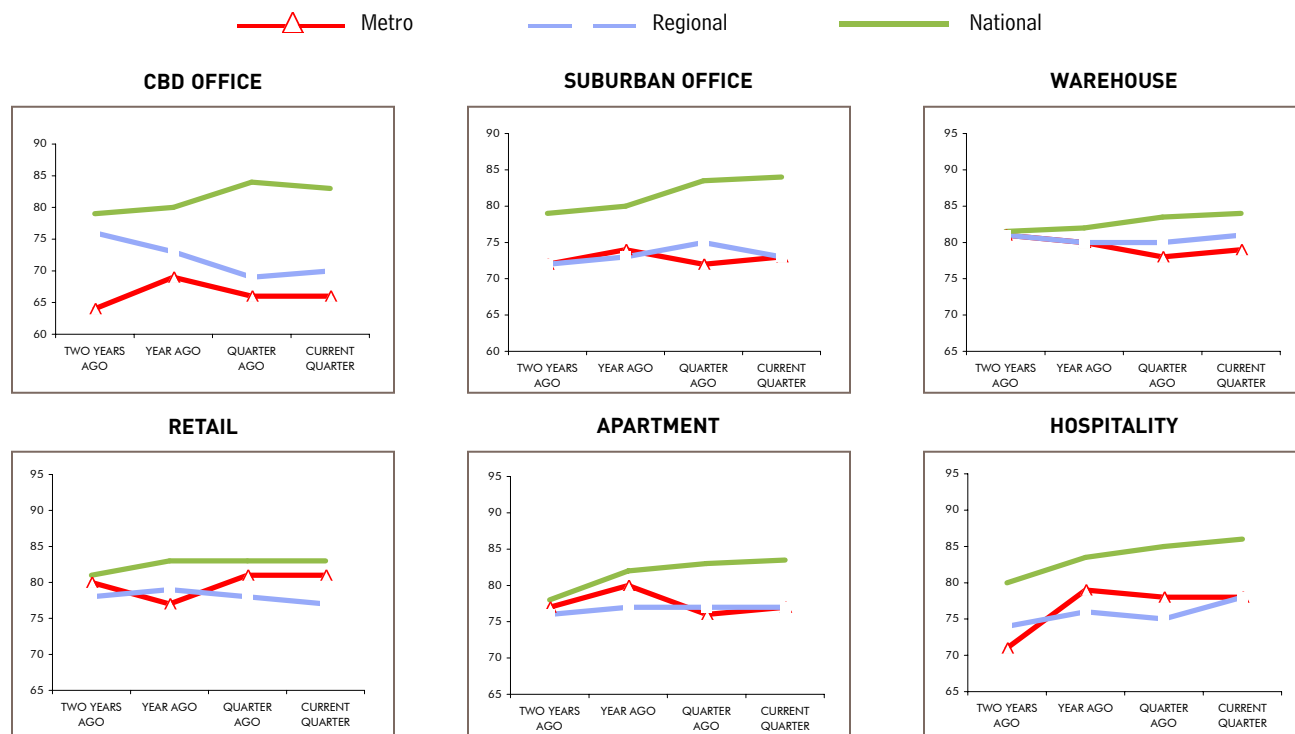 Metro Regional National
CBD OFFICE
90
85
80
75
70
65
60
TWO YEARS AGO
YEAR AGO
QUARTER AGO
CURRENT QUARTER
SUBURBAN OFFICE
90
85
80
75
70
65
60
TWO YEARS AGO
YEAR AGO
QUARTER AGO
CURRENT QUARTER
WAREHOUSE
95
90
85
80
75
70
65
TWO YEARS AGO
YEAR AGO
QUARTER AGO
CURRENT QUARTER
RETAIL
95
90
85
80
75
70
65
TWO YEARS AGO
YEAR AGO
QUARTER AGO
CURRENT QUARTER
APARTMENT
95
90
85
80
75
70
65
TWO YEARS AGO
YEAR AGO
QUARTER AGO
CURRENT QUARTER
HOSPITALITY
95
90
85
80
75
70
65
TWO YEARS AGO
YEAR AGO
QUARTER AGO
CURRENT QUARTER